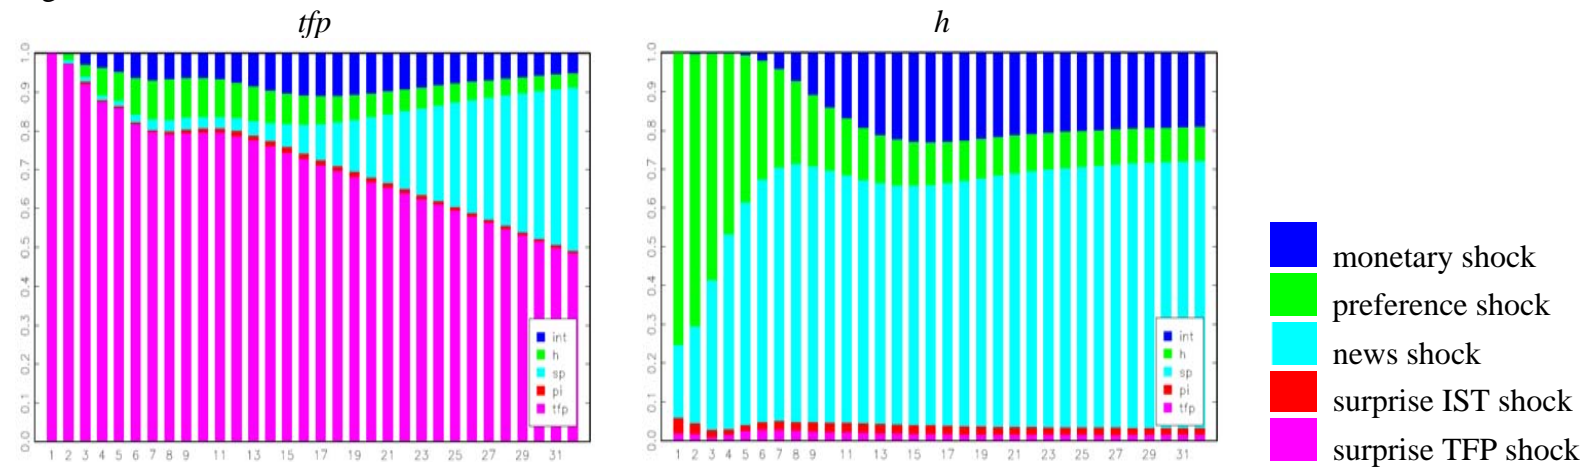 tfp
h
1.0
0.9
0.8
0.7
0.6
0.5
0.4
0.3
0.2
0.1
0.0
int
h
sp
pi
tfp
1 2 3 4 5 6 7 8 9 11 13 15 17 19 21 23 25 27 29 31
1.0
0.9
0.8
0.7
0.6
0.5
0.4
0.3
0.2
0.1
0.0
int
h
sp
pi
tfp
1 2 3 4 5 6 7 8 9 11 13 15 17 19 21 23 25 27 29 31
monetary shock
preference shock
news shock
surprise IST shock
surprise TFP shock